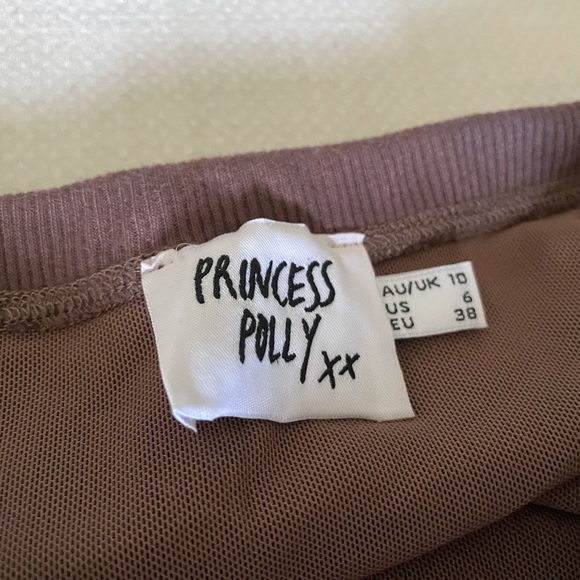 PRINCESS
POLLY xx
AU/UK 10
US 6
EU 38